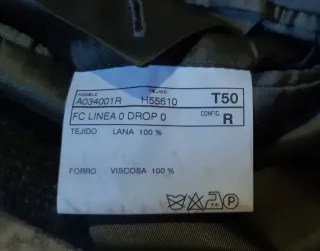 MODELO TEJIDO
A034001R H55610 T50
FC LINEA 0 DROP 0 CONFIG. R
TEJIDO LANA 100 %
FORRO VISCOSA 100 %
P